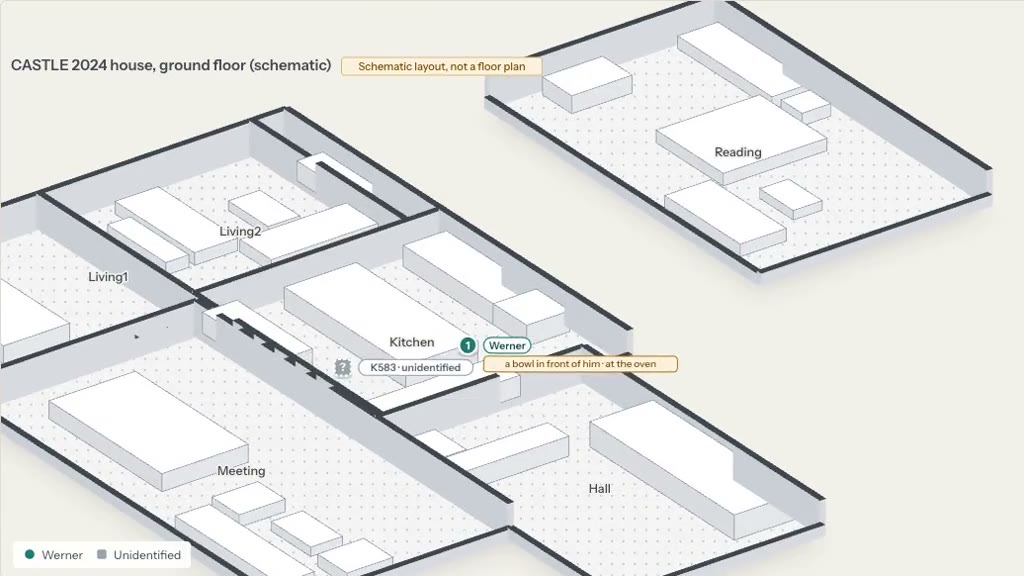 CASTLE 2024 house, ground floor (schematic)
Schematic layout, not a floor plan
Reading
Living2
Living1
Kitchen
1
Werner
a bowl in front of him · at the oven
?
K583 · unidentified
Meeting
Hall
Werner
Unidentified